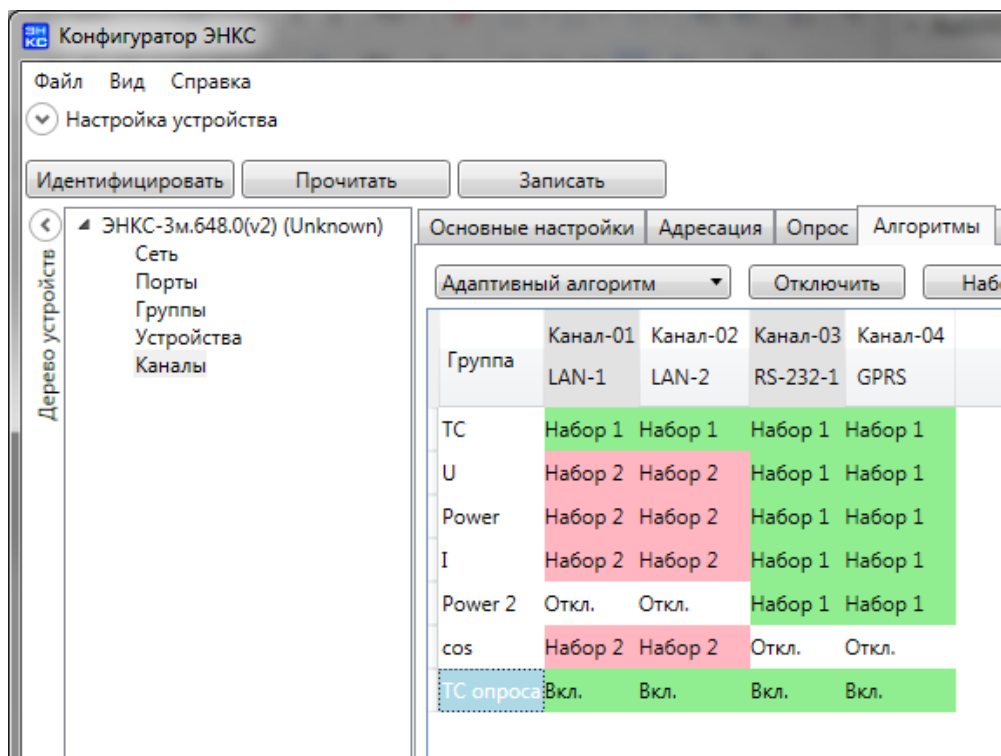 ЭН
КС
Конфигуратор ЭНКС
Файл Вид Справка
Настройка устройства
Идентифицировать Прочитать Записать
Дерево устройств
ЭНКС-3м.648.0(v2) (Unknown)
Сеть
Порты
Группы
Устройства
Каналы
Основные настройки Адресация Опрос Алгоритмы
Адаптивный алгоритм Отключить Наб
Группа Канал-01 Канал-02 Канал-03 Канал-04
LAN-1 LAN-2 RS-232-1 GPRS
ТС Набор 1 Набор 1 Набор 1 Набор 1
U Набор 2 Набор 2 Набор 1 Набор 1
Power Набор 2 Набор 2 Набор 1 Набор 1
I Набор 2 Набор 2 Набор 1 Набор 1
Power 2 Откл. Откл. Набор 1 Набор 1
cos Набор 2 Набор 2 Откл. Откл.
ТС опроса Вкл. Вкл. Вкл. Вкл.